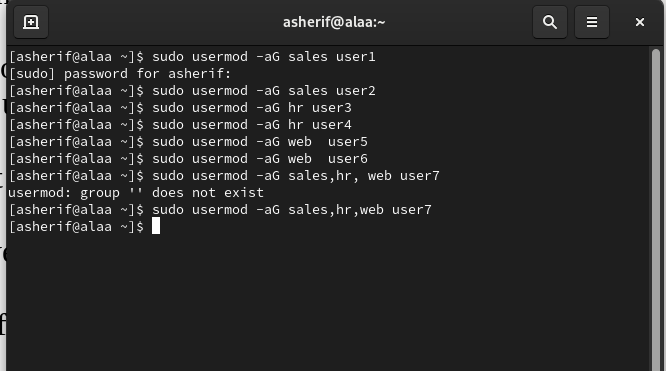 asherif@alaa:~
[asherif@alaa ~]$ sudo usermod -aG sales user1
[sudo] password for asherif:
[asherif@alaa ~]$ sudo usermod -aG sales user2
[asherif@alaa ~]$ sudo usermod -aG hr user3
[asherif@alaa ~]$ sudo usermod -aG hr user4
[asherif@alaa ~]$ sudo usermod -aG web  user5
[asherif@alaa ~]$ sudo usermod -aG web  user6
[asherif@alaa ~]$ sudo usermod -aG sales,hr, web user7
usermod: group '' does not exist
[asherif@alaa ~]$ sudo usermod -aG sales,hr,web user7
[asherif@alaa ~]$